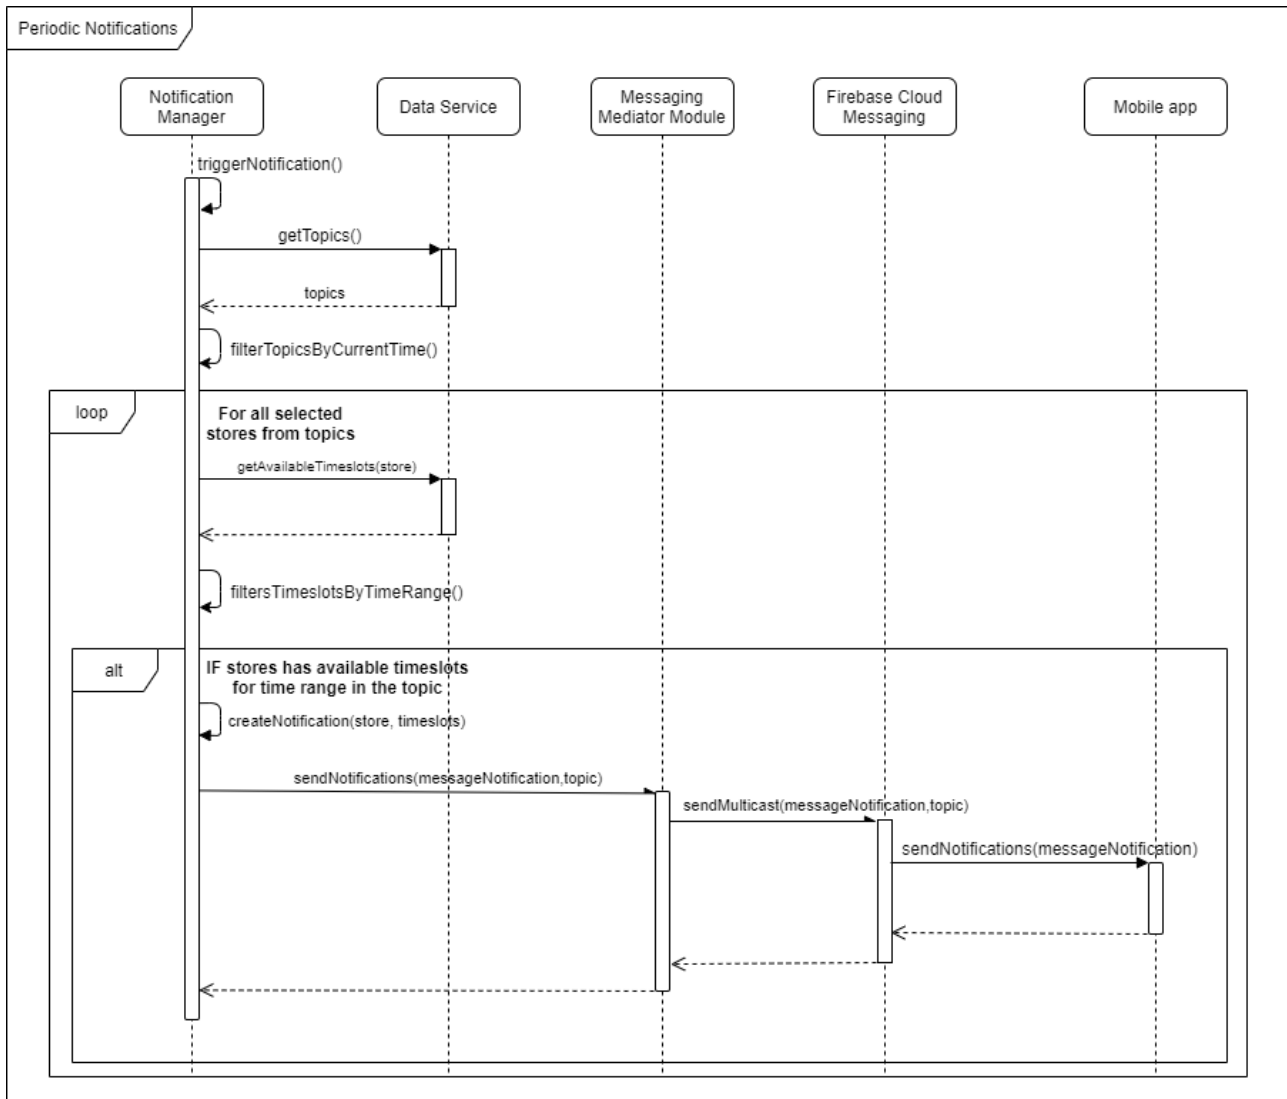 Periodic Notifications
Notification
Manager
Data Service
Messaging
Mediator Module
Firebase Cloud
Messaging
Mobile app
triggerNotification()
getTopics()
topics
filterTopicsByCurrentTime()
loop
For all selected
stores from topics
getAvailableTimeslots(store)
filtersTimeslotsByTimeRange()
alt
IF stores has available timeslots
for time range in the topic
createNotification(store, timeslots)
sendNotifications(messageNotification,topic)
sendMulticast(messageNotification,topic)
sendNotifications(messageNotification)